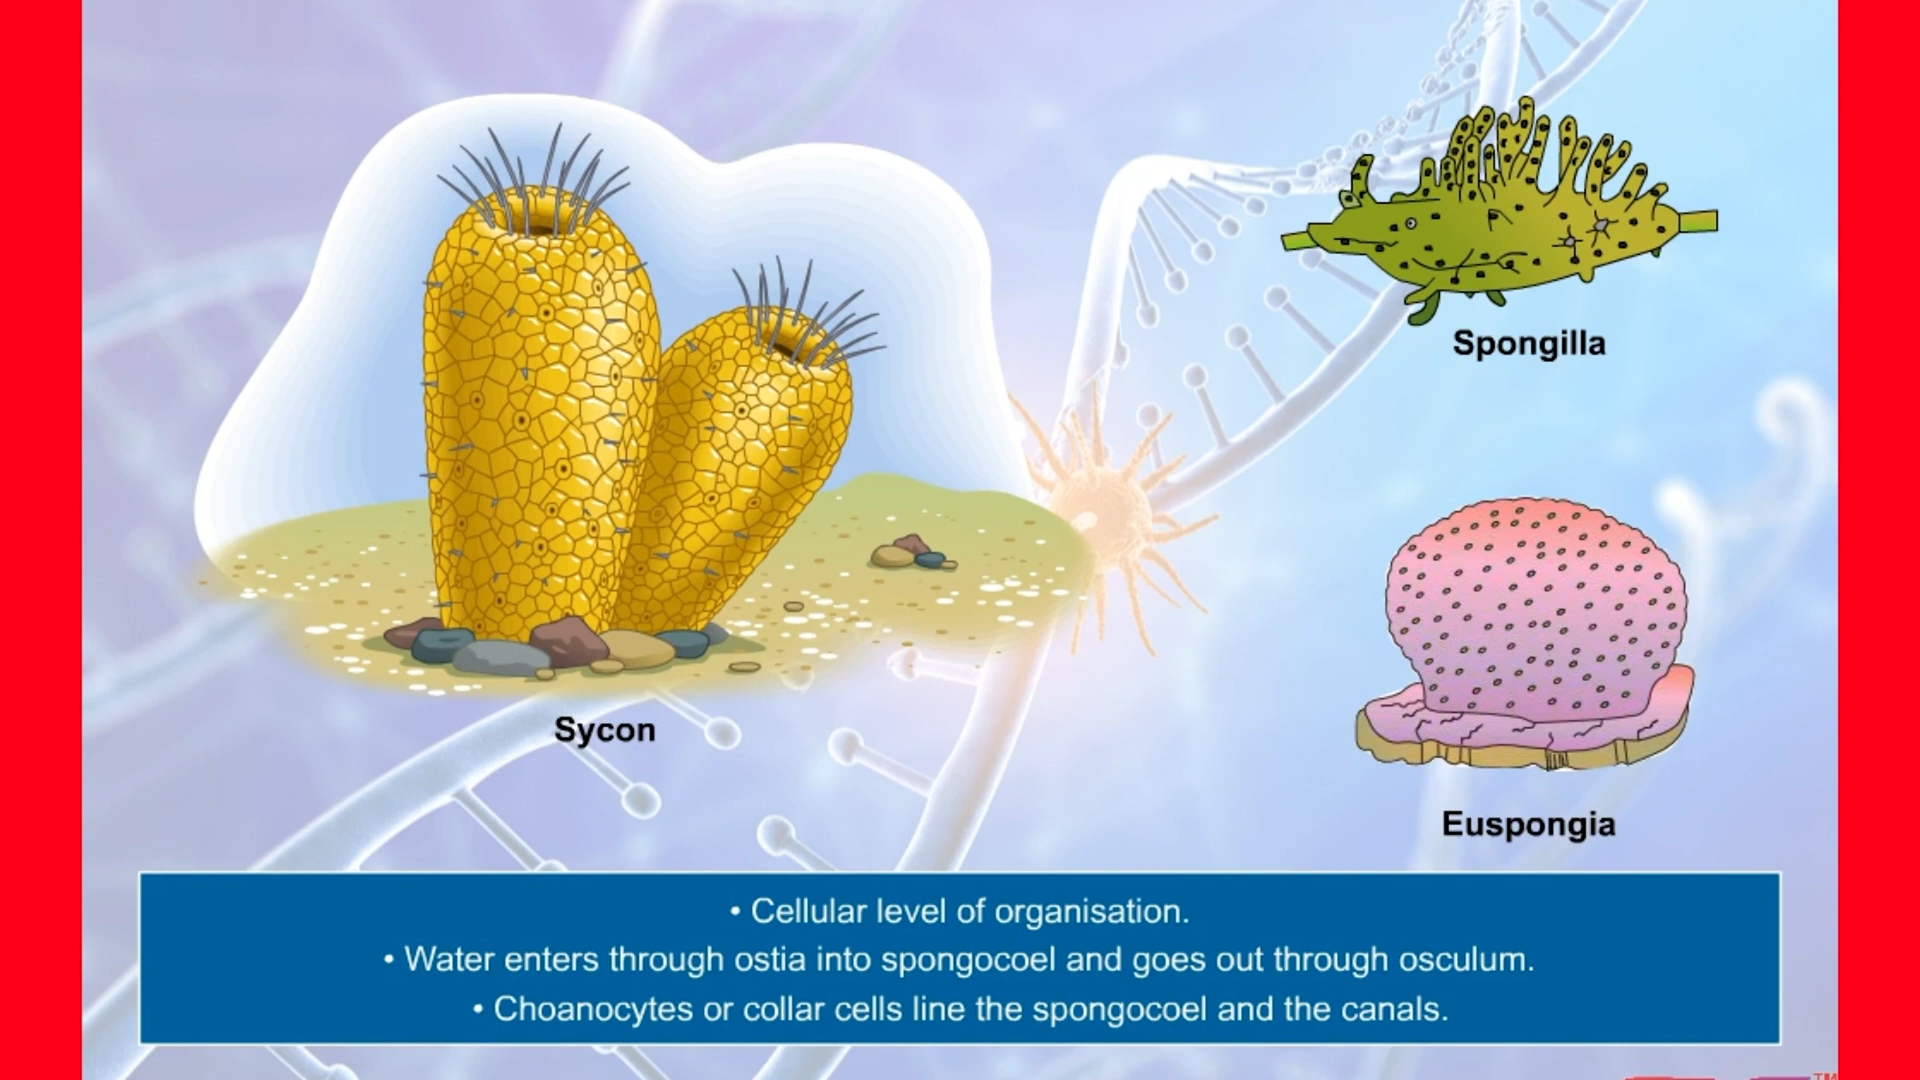 Spongilla
Sycon
Euspongia
• Cellular level of organisation.
• Water enters through ostia into spongocoel and goes out through osculum.
• Choanocytes or collar cells line the spongocoel and the canals.
TM